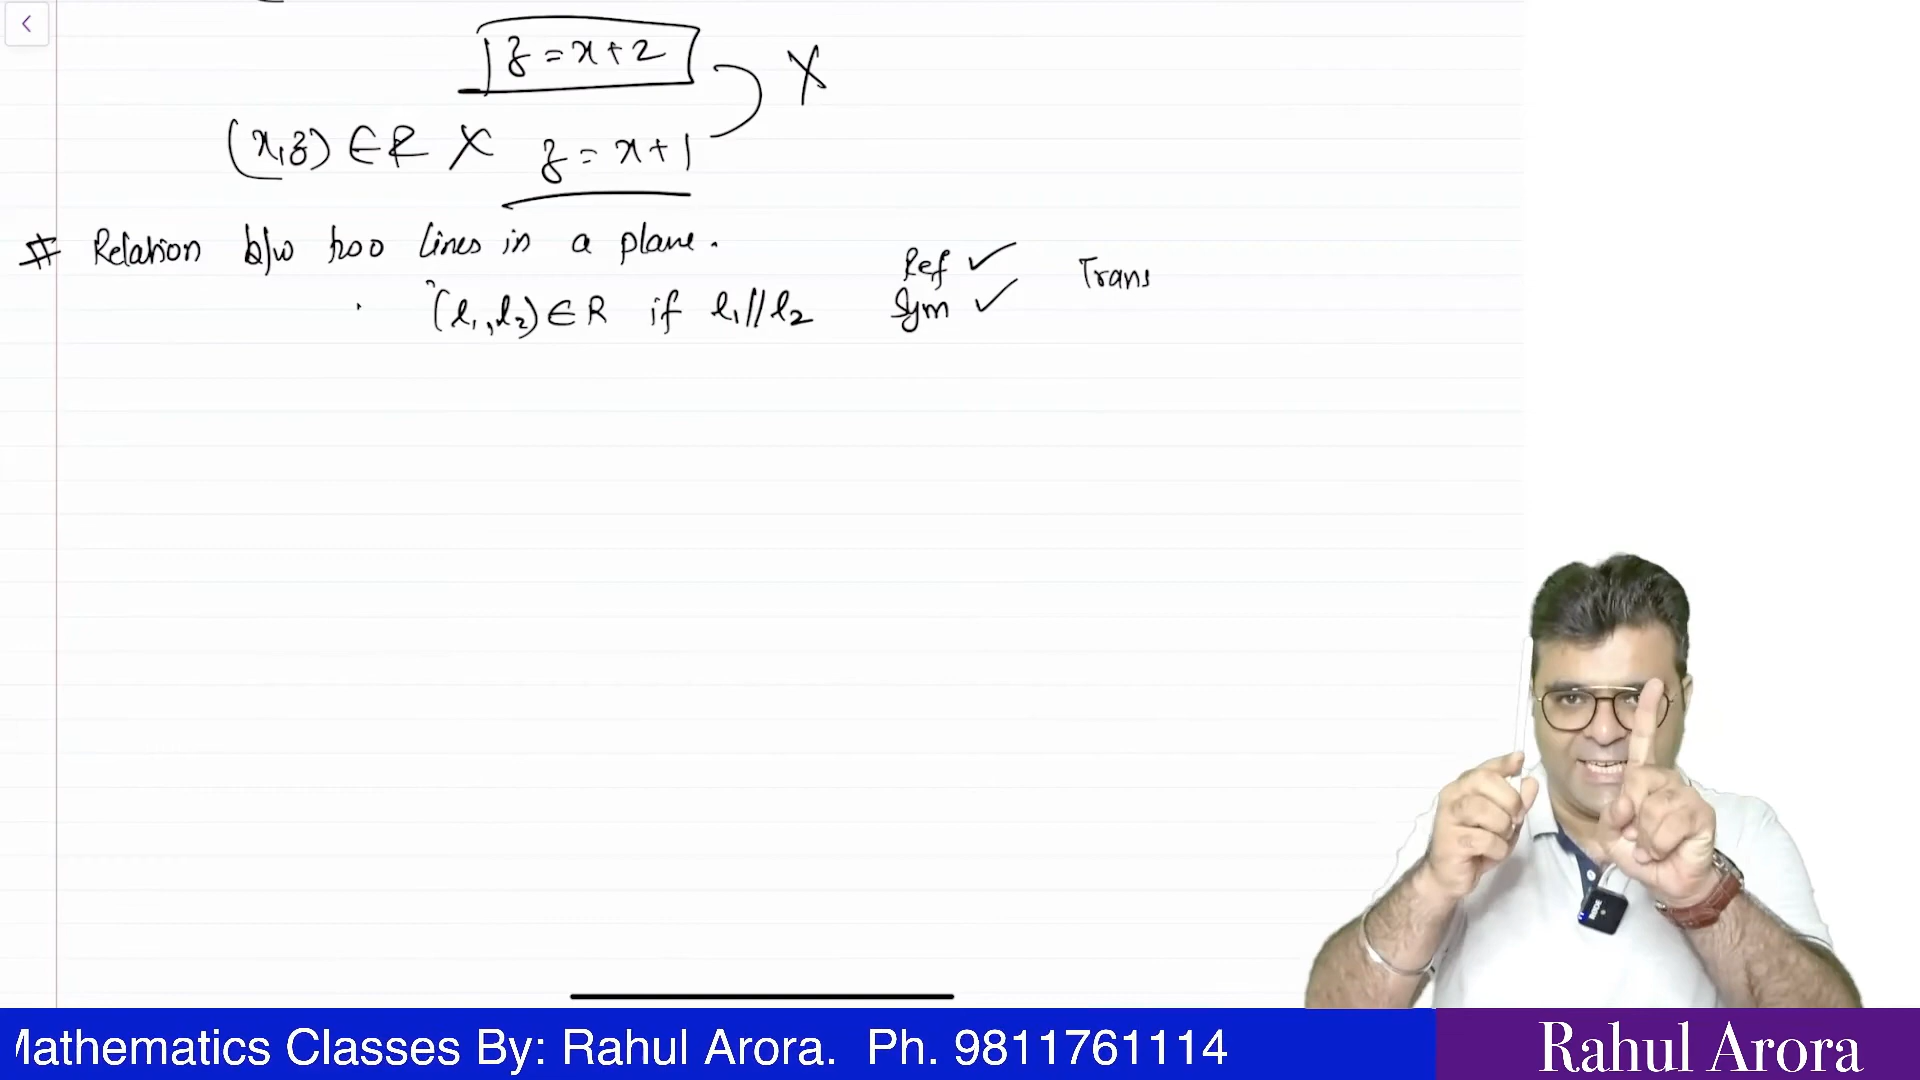 z = x + 2 X
(x,z) ∈ R X z = x + 1
# Relation b/w two lines in a plane.
(l₁, l₂) ∈ R if l₁ // l₂
Ref ✓
Sym ✓
Trans
Mathematics Classes By: Rahul Arora. Ph. 9811761114
Rahul Arora